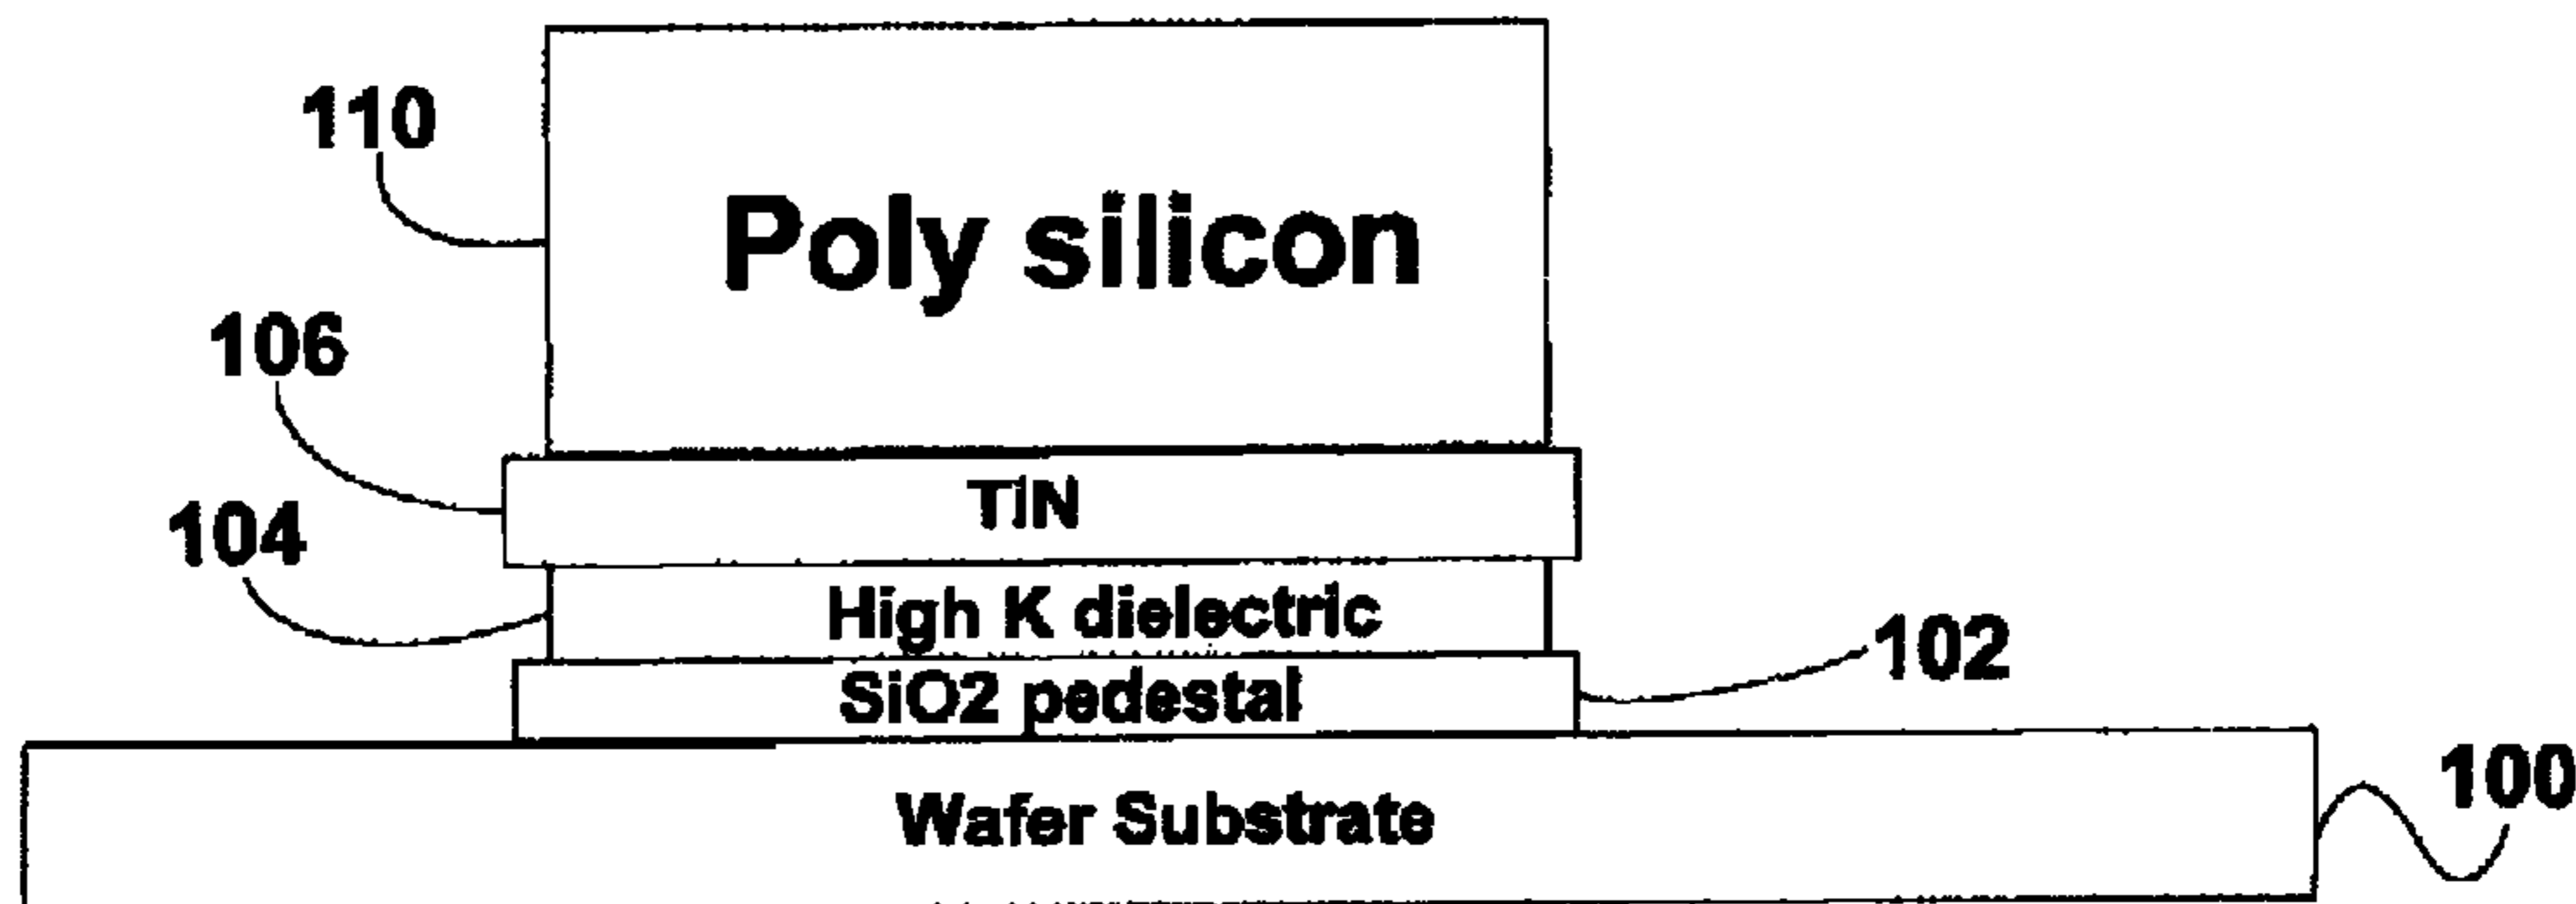 110
Poly silicon
106
TiN
104
High K dielectric
102
SiO2 pedestal
100
Wafer Substrate